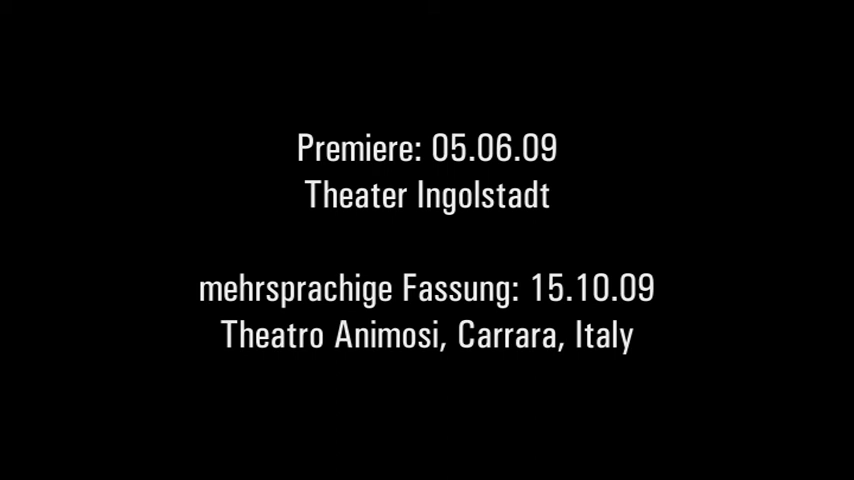 Premiere: 05.06.09
Theater Ingolstadt
mehrsprachige Fassung: 15.10.09
Theatro Animosi, Carrara, Italy